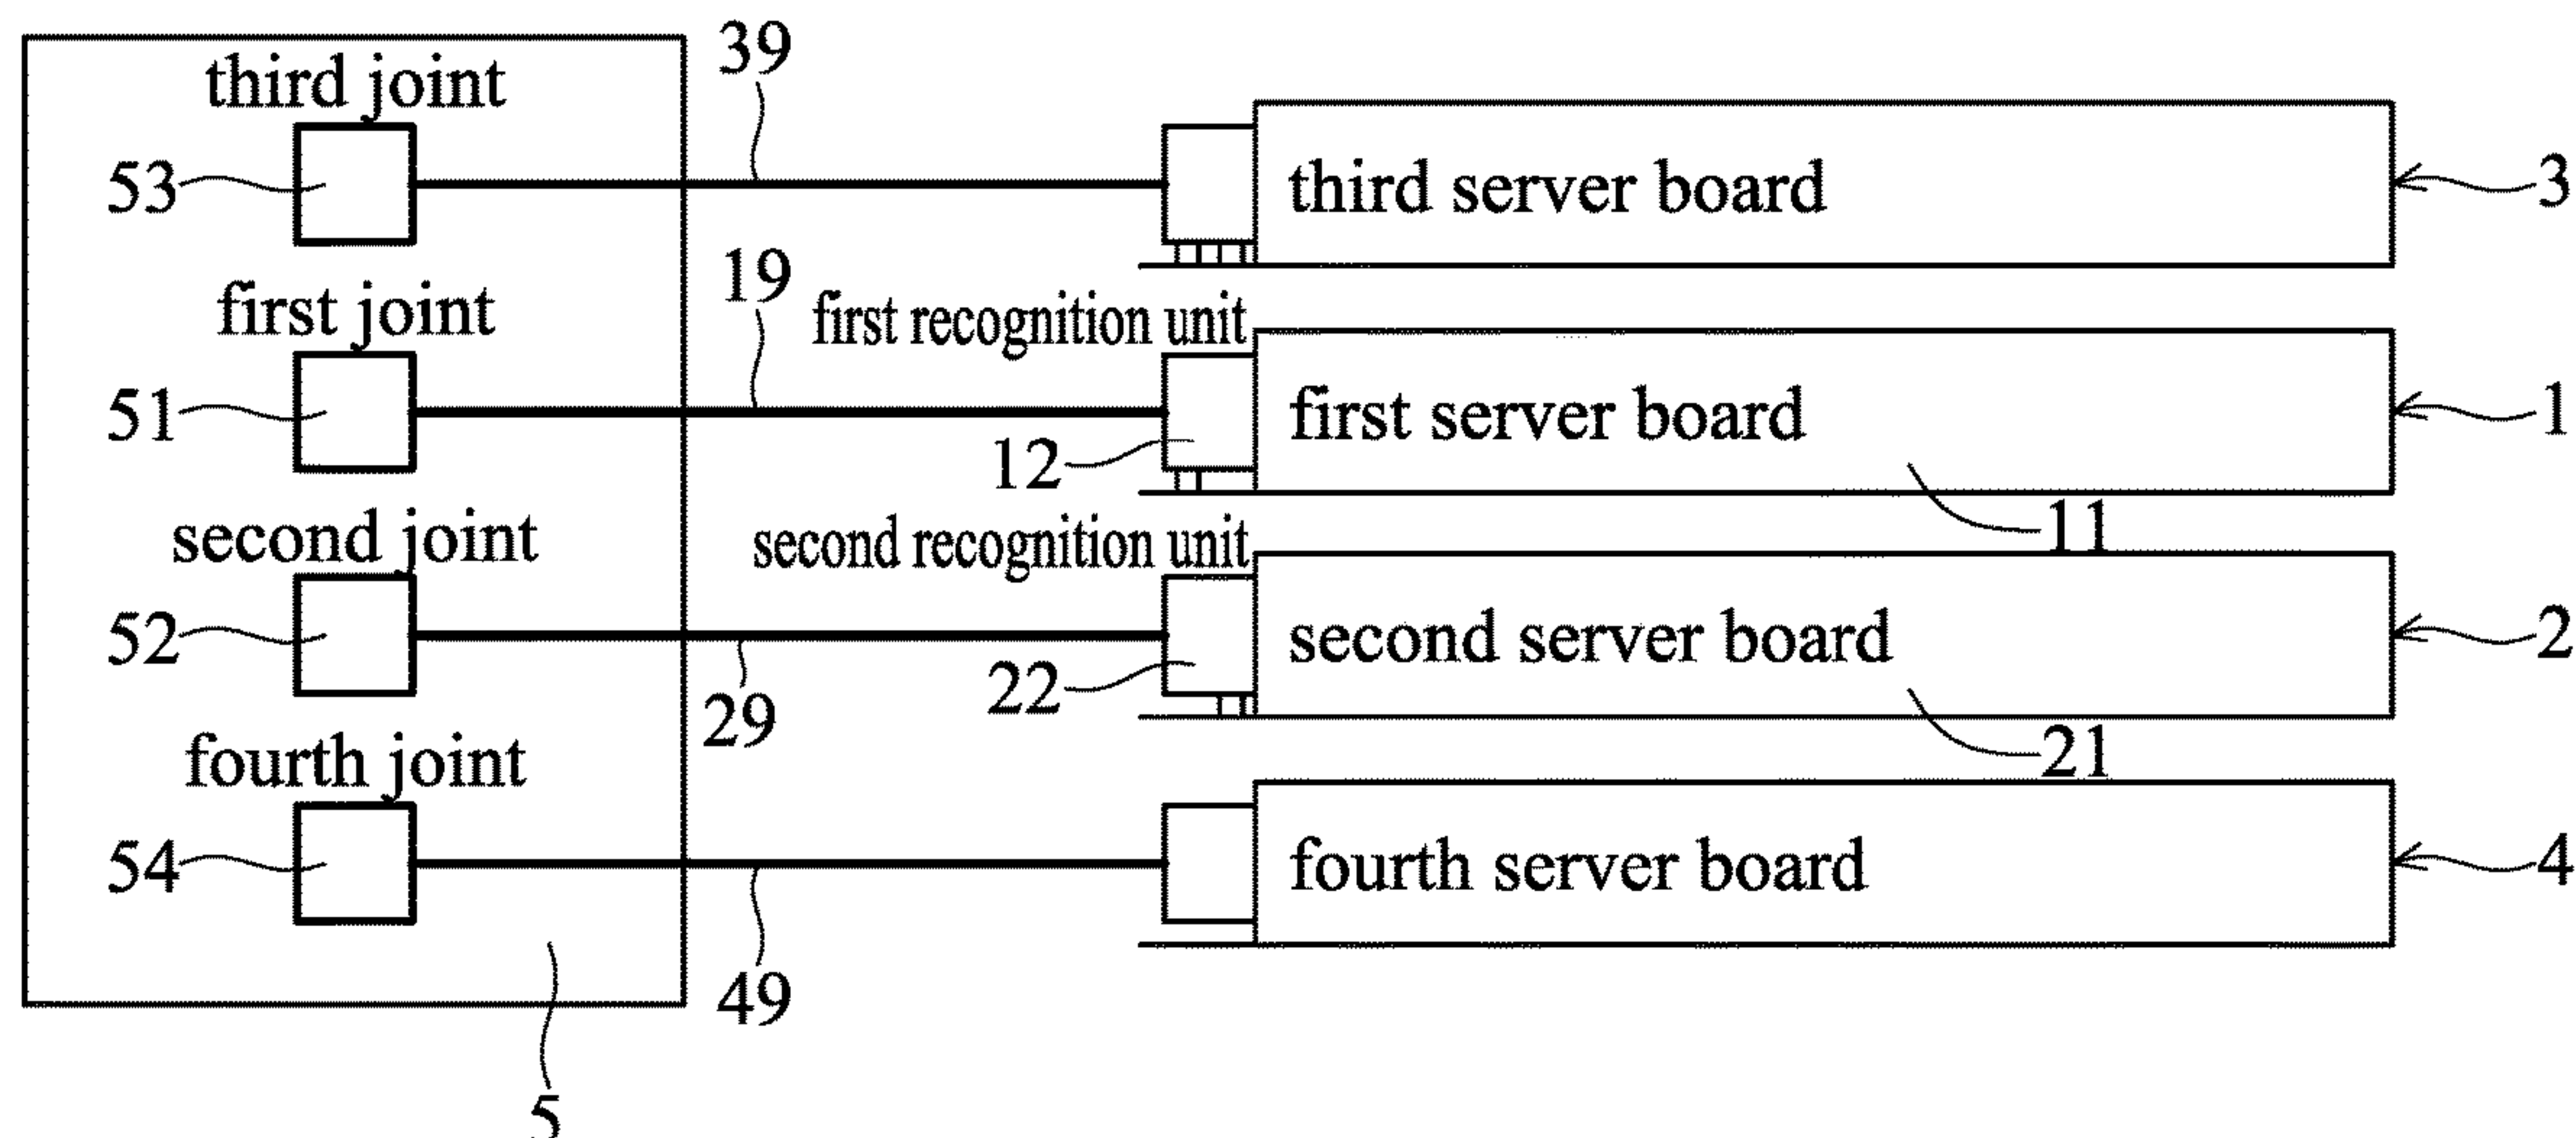 39
third joint
53
third server board
3
19
first joint
first recognition unit
51
12
first server board
1
11
second joint
second recognition unit
52
29
22
second server board
2
21
fourth joint
54
49
fourth server board
4
5